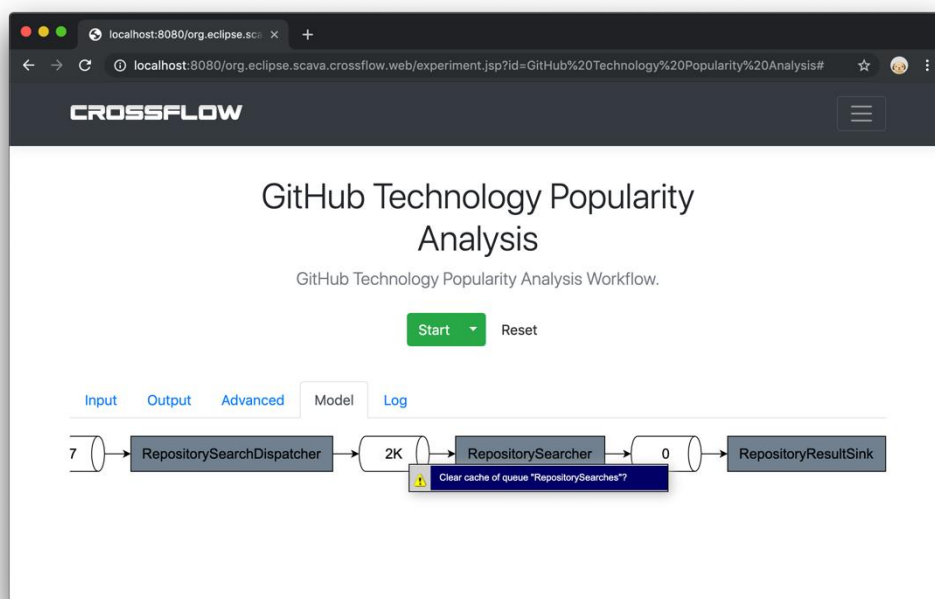 localhost:8080/org.eclipse.sca
localhost:8080/org.eclipse.scava.crossflow.web/experiment.jsp?id=GitHub%20Technology%20Popularity%20Analysis#
CROSSFLOW
GitHub Technology Popularity
Analysis
GitHub Technology Popularity Analysis Workflow.
Start Reset
Input Output Advanced Model Log
7 RepositorySearchDispatcher 2K RepositorySearcher 0 RepositoryResultSink
Clear cache of queue "RepositorySearches"?